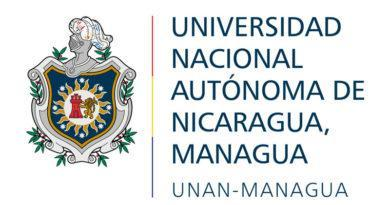 UNIVERSIDAD
NACIONAL
AUTÓNOMA DE
NICARAGUA,
MANAGUA
UNAN-MANAGUA